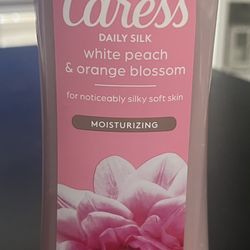 Caress
DAILY SILK
white peach
& orange blossom
for noticeably silky soft skin
MOISTURIZING